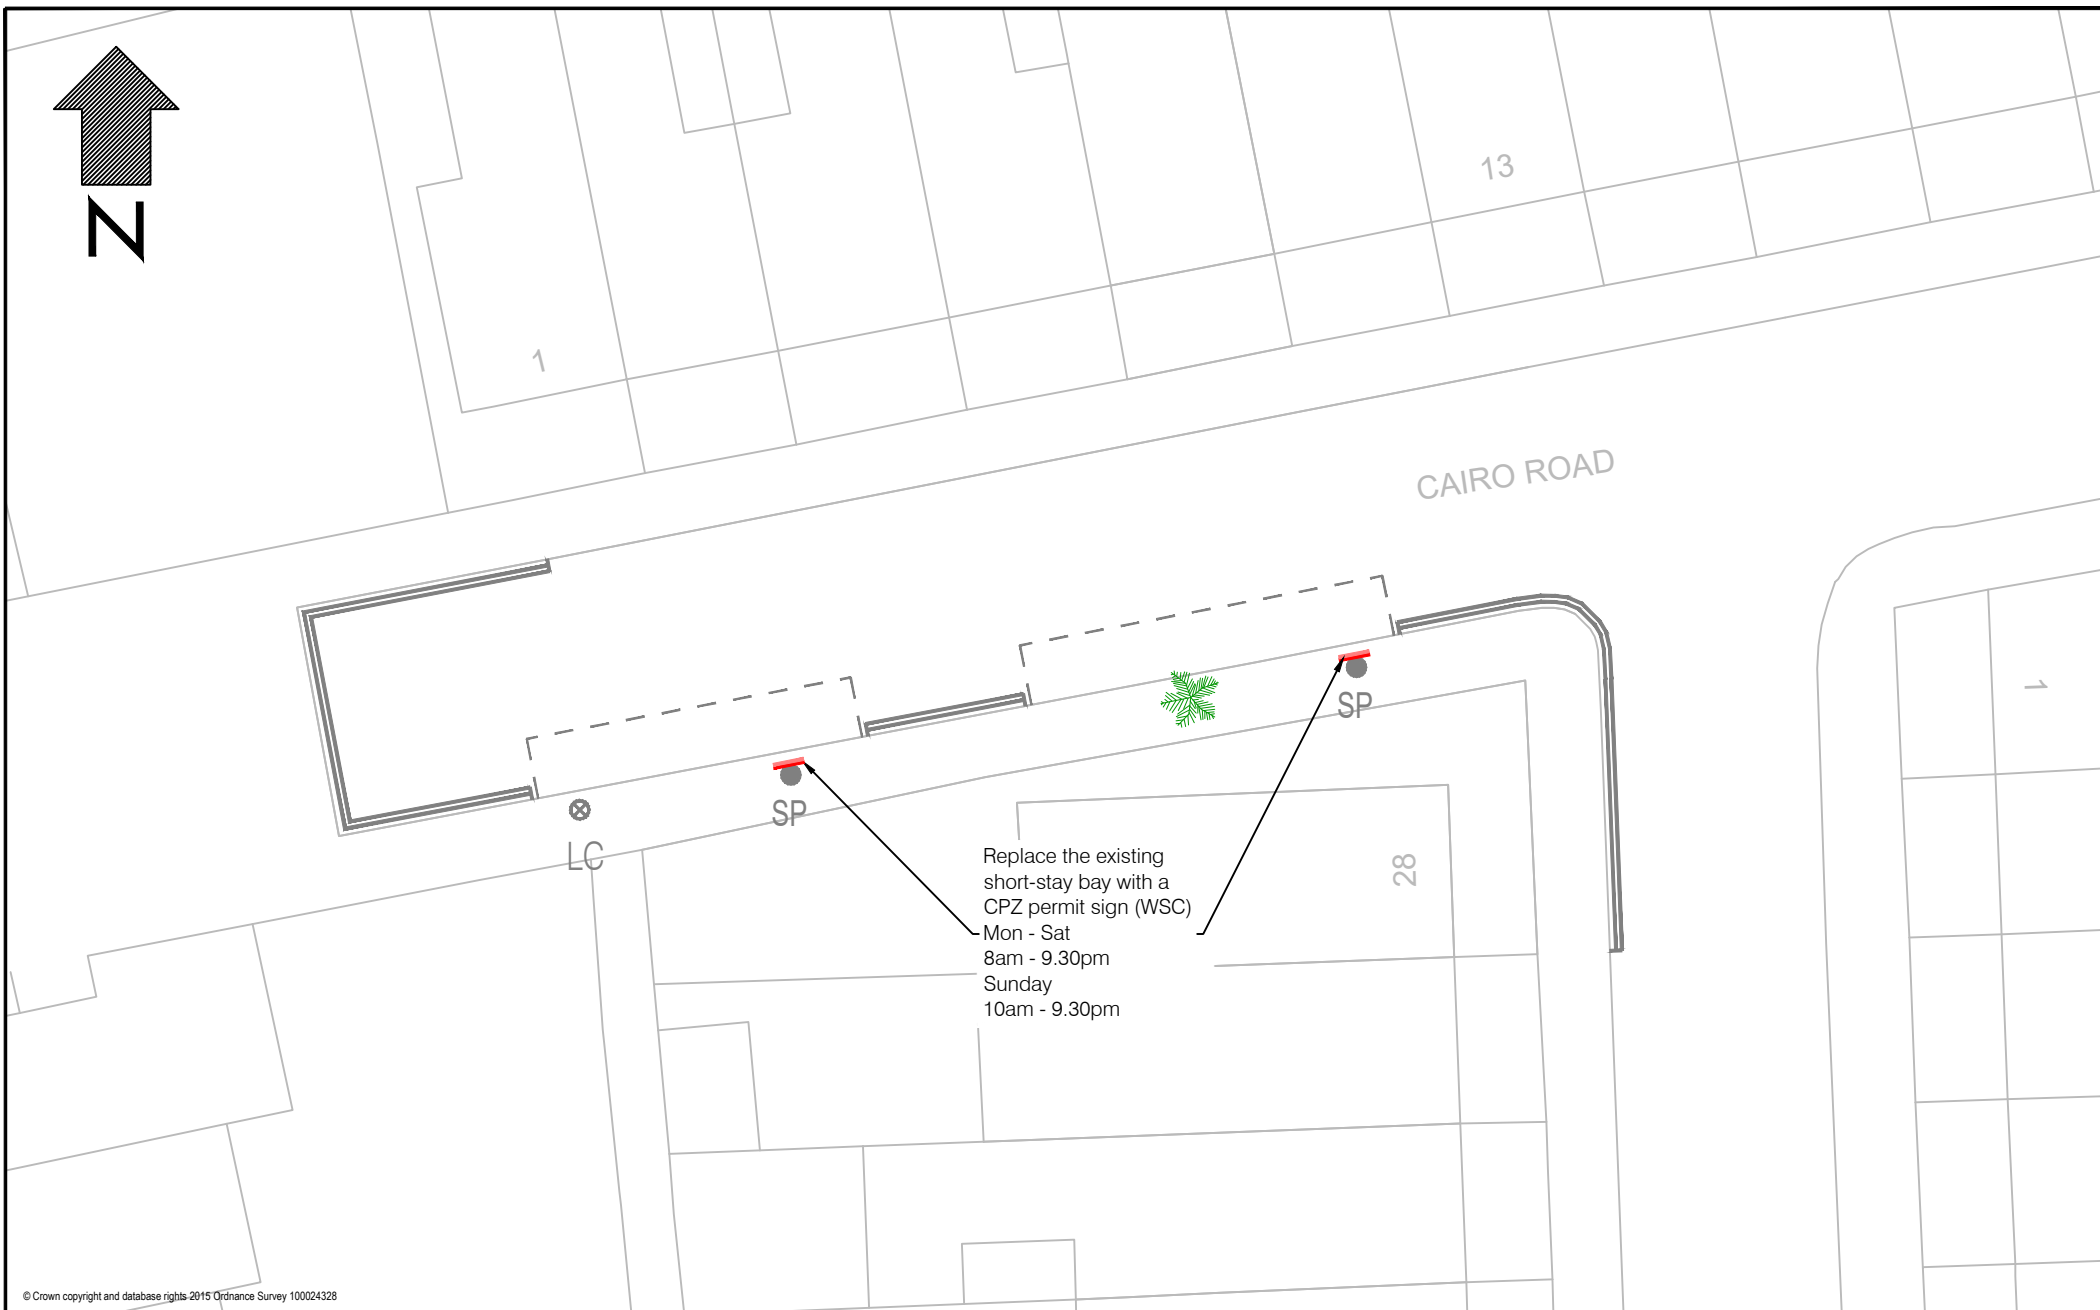 N
13
1
CAIRO ROAD
1
SP
SP
LC
28
Replace the existing
short-stay bay with a
CPZ permit sign (WSC)
Mon - Sat
8am - 9.30pm
Sunday
10am - 9.30pm
© Crown copyright and database rights 2015 Ordnance Survey 100024328